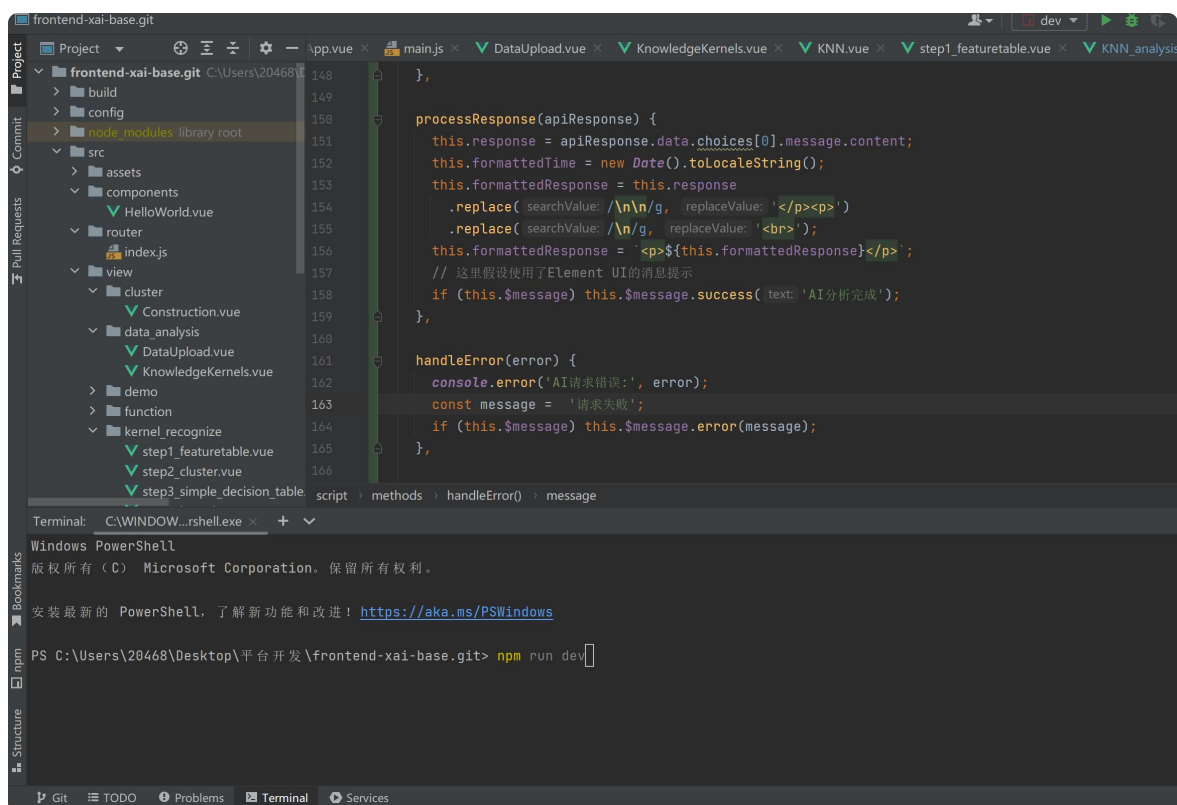 frontend-xai-base.git
dev
Project
App.vue
main.js
DataUpload.vue
KnowledgeKernels.vue
KNN.vue
step1_featuretable.vue
KNN_analysis
Project
Commit
Pull Requests
frontend-xai-base.git C:\Users\20468\D
build
config
node_modules library root
src
assets
components
HelloWorld.vue
router
index.js
view
cluster
Construction.vue
data_analysis
DataUpload.vue
KnowledgeKernels.vue
demo
function
kernel_recognize
step1_featuretable.vue
step2_cluster.vue
step3_simple_decision_table.
148 },
149
150 processResponse(apiResponse) {
151 this.response = apiResponse.data.choices[0].message.content;
152 this.formattedTime = new Date().toLocaleString();
153 this.formattedResponse = this.response
154 .replace( searchValue: /\n\n/g, replaceValue: '</p><p>')
155 .replace( searchValue: /\n/g, replaceValue: '<br>');
156 this.formattedResponse = `<p>${this.formattedResponse}</p>`;
157 // 这里假设使用了Element UI的消息提示
158 if (this.$message) this.$message.success( text: 'AI分析完成');
159 },
160
161 handleError(error) {
162 console.error('AI请求错误:', error);
163 const message = '请求失败';
164 if (this.$message) this.$message.error(message);
165 },
166
script › methods › handleError() › message
Terminal: C:\WINDOW...rshell.exe
Windows PowerShell
版权所有 (C) Microsoft Corporation。保留所有权利。
安装最新的 PowerShell，了解新功能和改进！https://aka.ms/PSWindows
PS C:\Users\20468\Desktop\平台开发\frontend-xai-base.git> npm run dev
Bookmarks
npm
Structure
Git
TODO
Problems
Terminal
Services